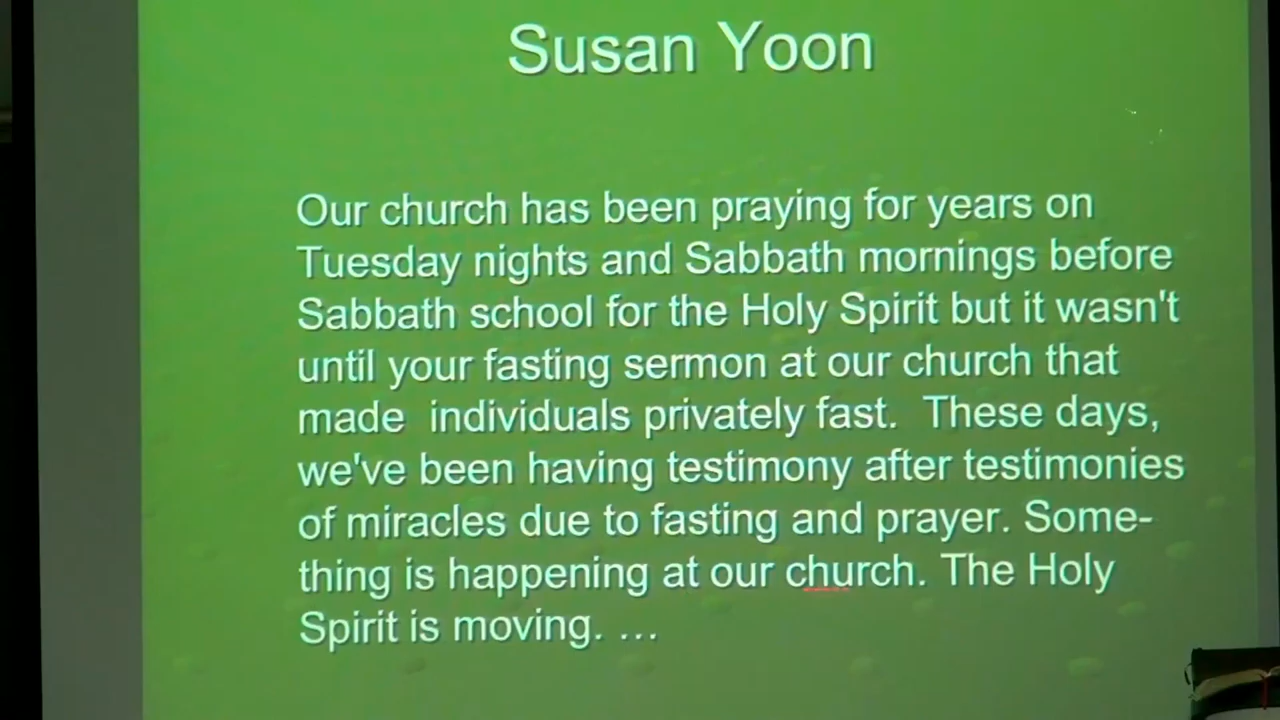 Susan Yoon
Our church has been praying for years on
Tuesday nights and Sabbath mornings before
Sabbath school for the Holy Spirit but it wasn't
until your fasting sermon at our church that
made  individuals privately fast.  These days,
we've been having testimony after testimonies
of miracles due to fasting and prayer. Some-
thing is happening at our church. The Holy
Spirit is moving. …